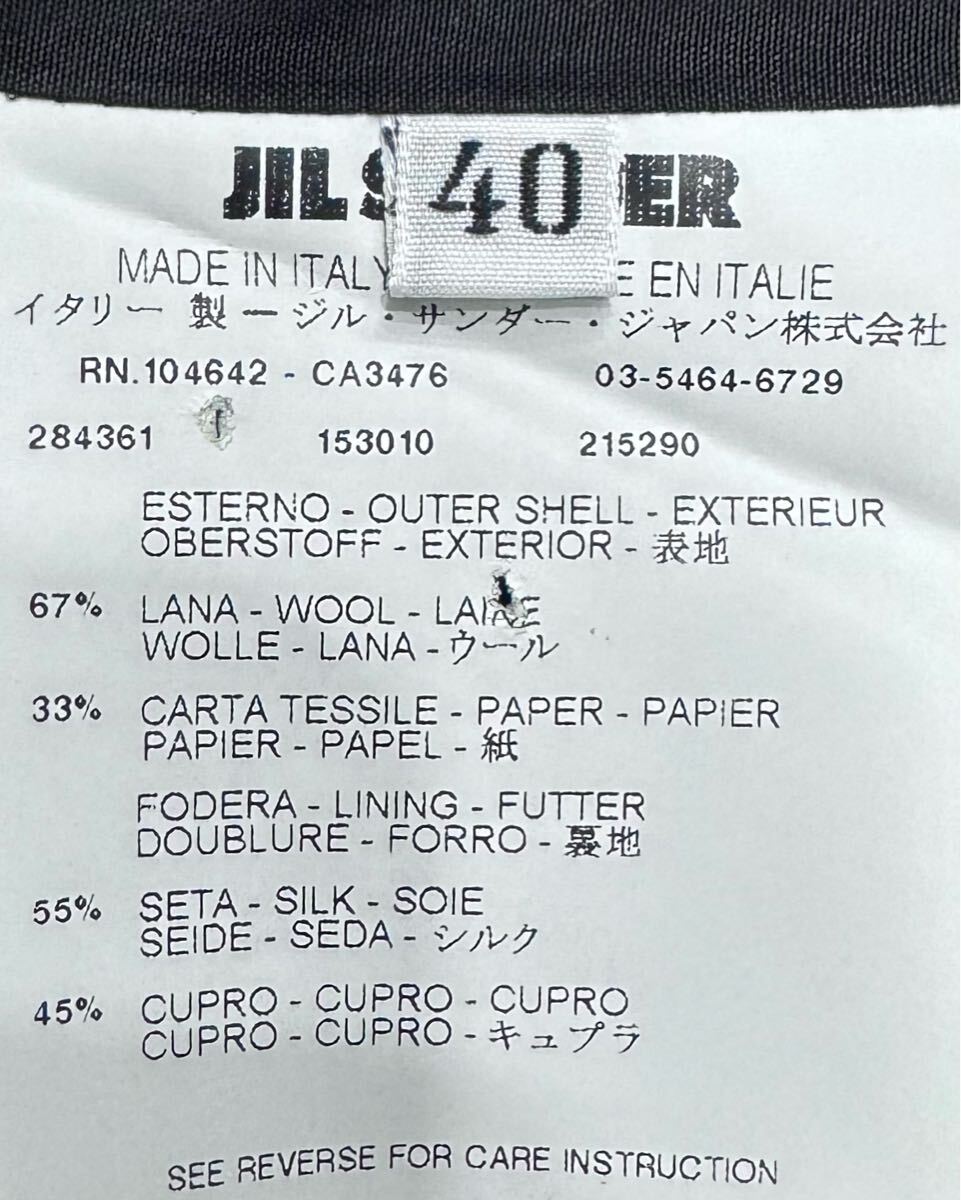 JIL S ER
40
MADE IN ITALY E EN ITALIE
イタリー 製 ー ジル・サンダー・ジャパン株式会社
RN.104642 - CA3476 03-5464-6729
284361 153010 215290
ESTERNO - OUTER SHELL - EXTERIEUR
OBERSTOFF - EXTERIOR - 表地
67% LANA - WOOL - LAINE
WOLLE - LANA - ウール
33% CARTA TESSILE - PAPER - PAPIER
PAPIER - PAPEL - 紙
FODERA - LINING - FUTTER
DOUBLURE - FORRO - 裏地
55% SETA - SILK - SOIE
SEIDE - SEDA - シルク
45% CUPRO - CUPRO - CUPRO
CUPRO - CUPRO - キュプラ
SEE REVERSE FOR CARE INSTRUCTION